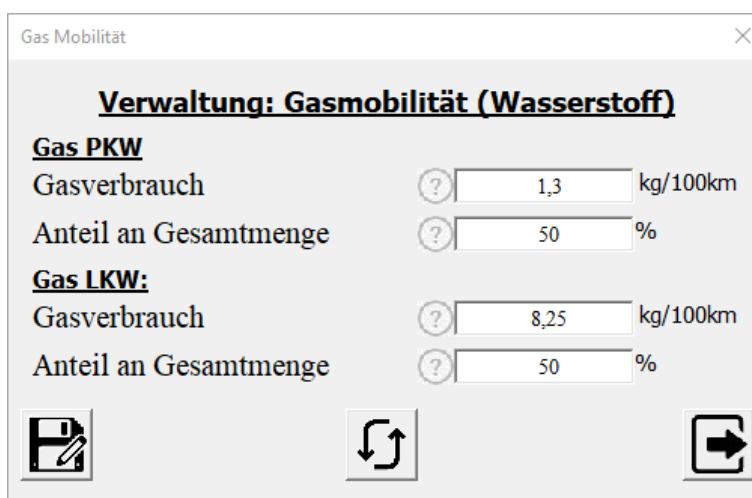 Gas Mobilität
Verwaltung: Gasmobilität (Wasserstoff)
Gas PKW
Gasverbrauch ? 1,3 kg/100km
Anteil an Gesamtmenge ? 50 %
Gas LKW:
Gasverbrauch ? 8,25 kg/100km
Anteil an Gesamtmenge ? 50 %